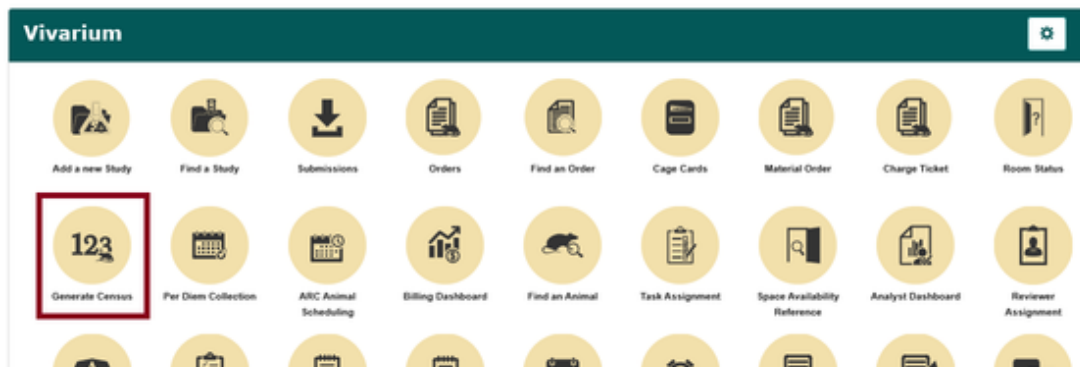 Vivarium
Add a new Study
Find a Study
Submissions
Orders
Find an Order
Cage Cards
Material Order
Charge Ticket
Room Status
?
123
Generate Census
Per Diem Collection
ARC Animal
Scheduling
Billing Dashboard
$
Find an Animal
Task Assignment
Space Availability
Reference
Analyst Dashboard
Reviewer
Assignment